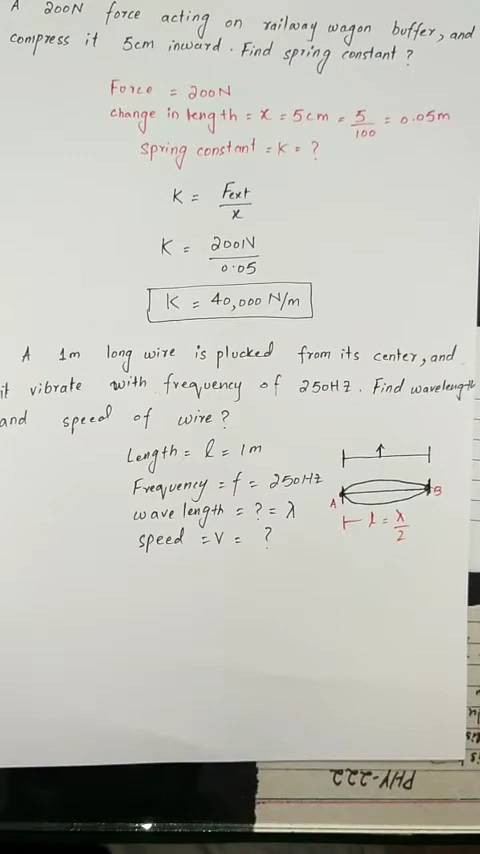 A 200N force acting on railway wagon buffer, and
compress it 5cm inward. Find spring constant?
Force = 200N
change in length = x = 5cm = 5/100 = 0.05m
spring constant = K = ?
K = Fext/x
K = 200N/0.05
K = 40,000 N/m
A 1m long wire is plucked from its center, and
it vibrate with frequency of 250HZ. Find wavelength
and speed of wire?
Length = l = 1m
Frequency = f = 250HZ
wave length = ? = λ
speed = v = ?
A B
l = λ/2
PHY-222